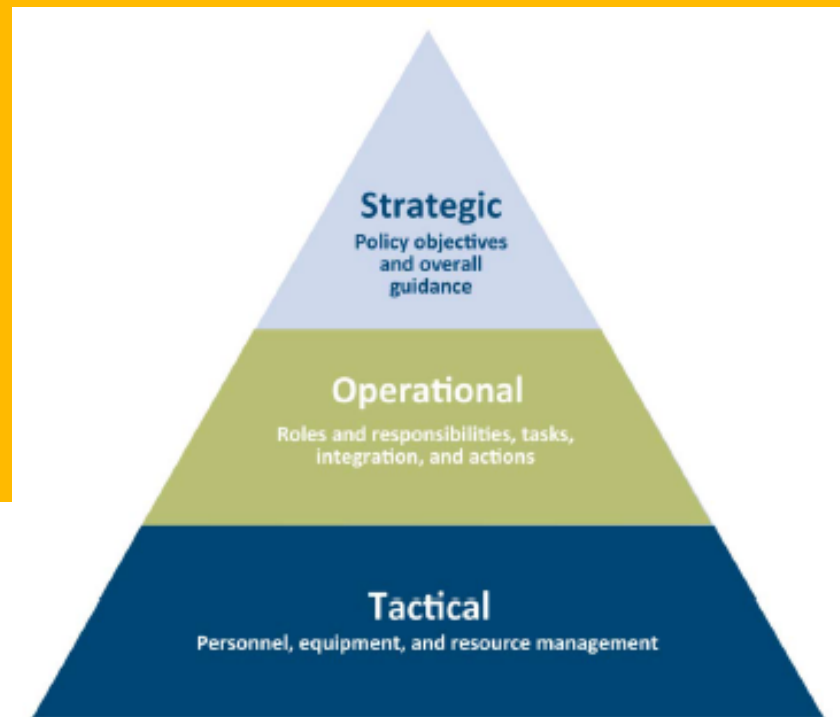 Strategic
Policy objectives
and overall
guidance
Operational
Roles and responsibilities, tasks,
integration, and actions
Tactical
Personnel, equipment, and resource management